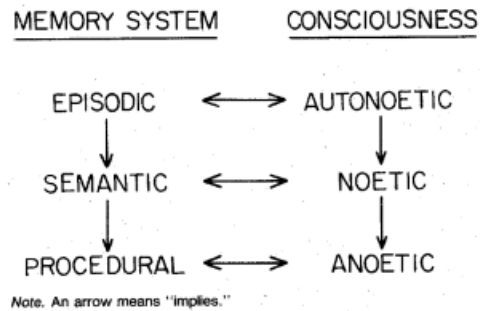 MEMORY SYSTEM CONSCIOUSNESS
EPISODIC AUTONOETIC
SEMANTIC NOETIC
PROCEDURAL ANOETIC
Note. An arrow means "implies."